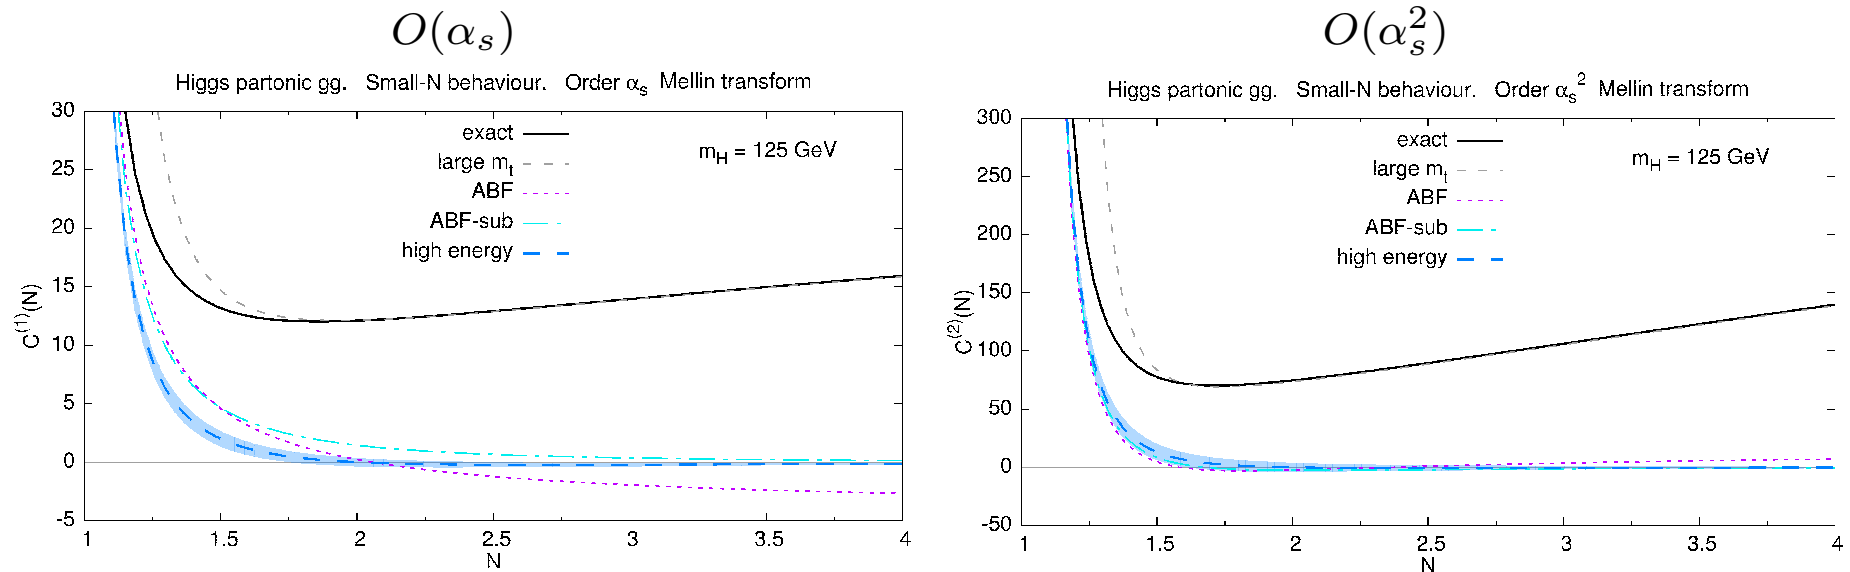 O(αₛ)
Higgs partonic gg. Small-N behaviour. Order αₛ Mellin transform
30
25
20
15
10
5
0
-5
C⁽¹⁾(N)
exact
large mₜ
ABF
ABF-sub
high energy
m_H = 125 GeV
1
1.5
2
2.5
3
3.5
4
N
O(αₛ²)
Higgs partonic gg. Small-N behaviour. Order αₛ² Mellin transform
300
250
200
150
100
50
0
-50
C⁽²⁾(N)
exact
large mₜ
ABF
ABF-sub
high energy
m_H = 125 GeV
1
1.5
2
2.5
3
3.5
4
N